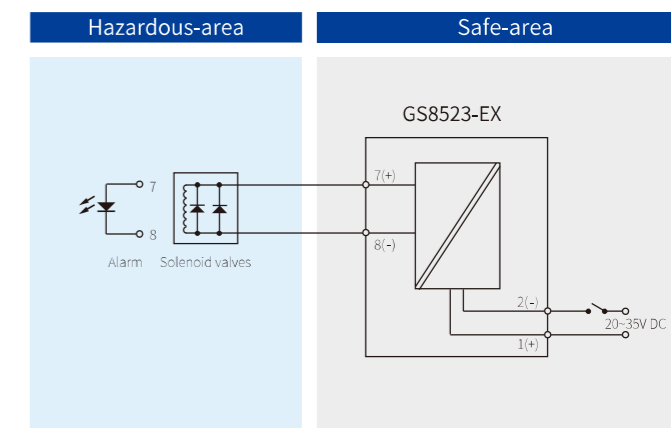 Hazardous-area
Safe-area
GS8523-EX
7(+)
7
8
8(-)
Alarm
Solenoid valves
2(-)
20~35V DC
1(+)